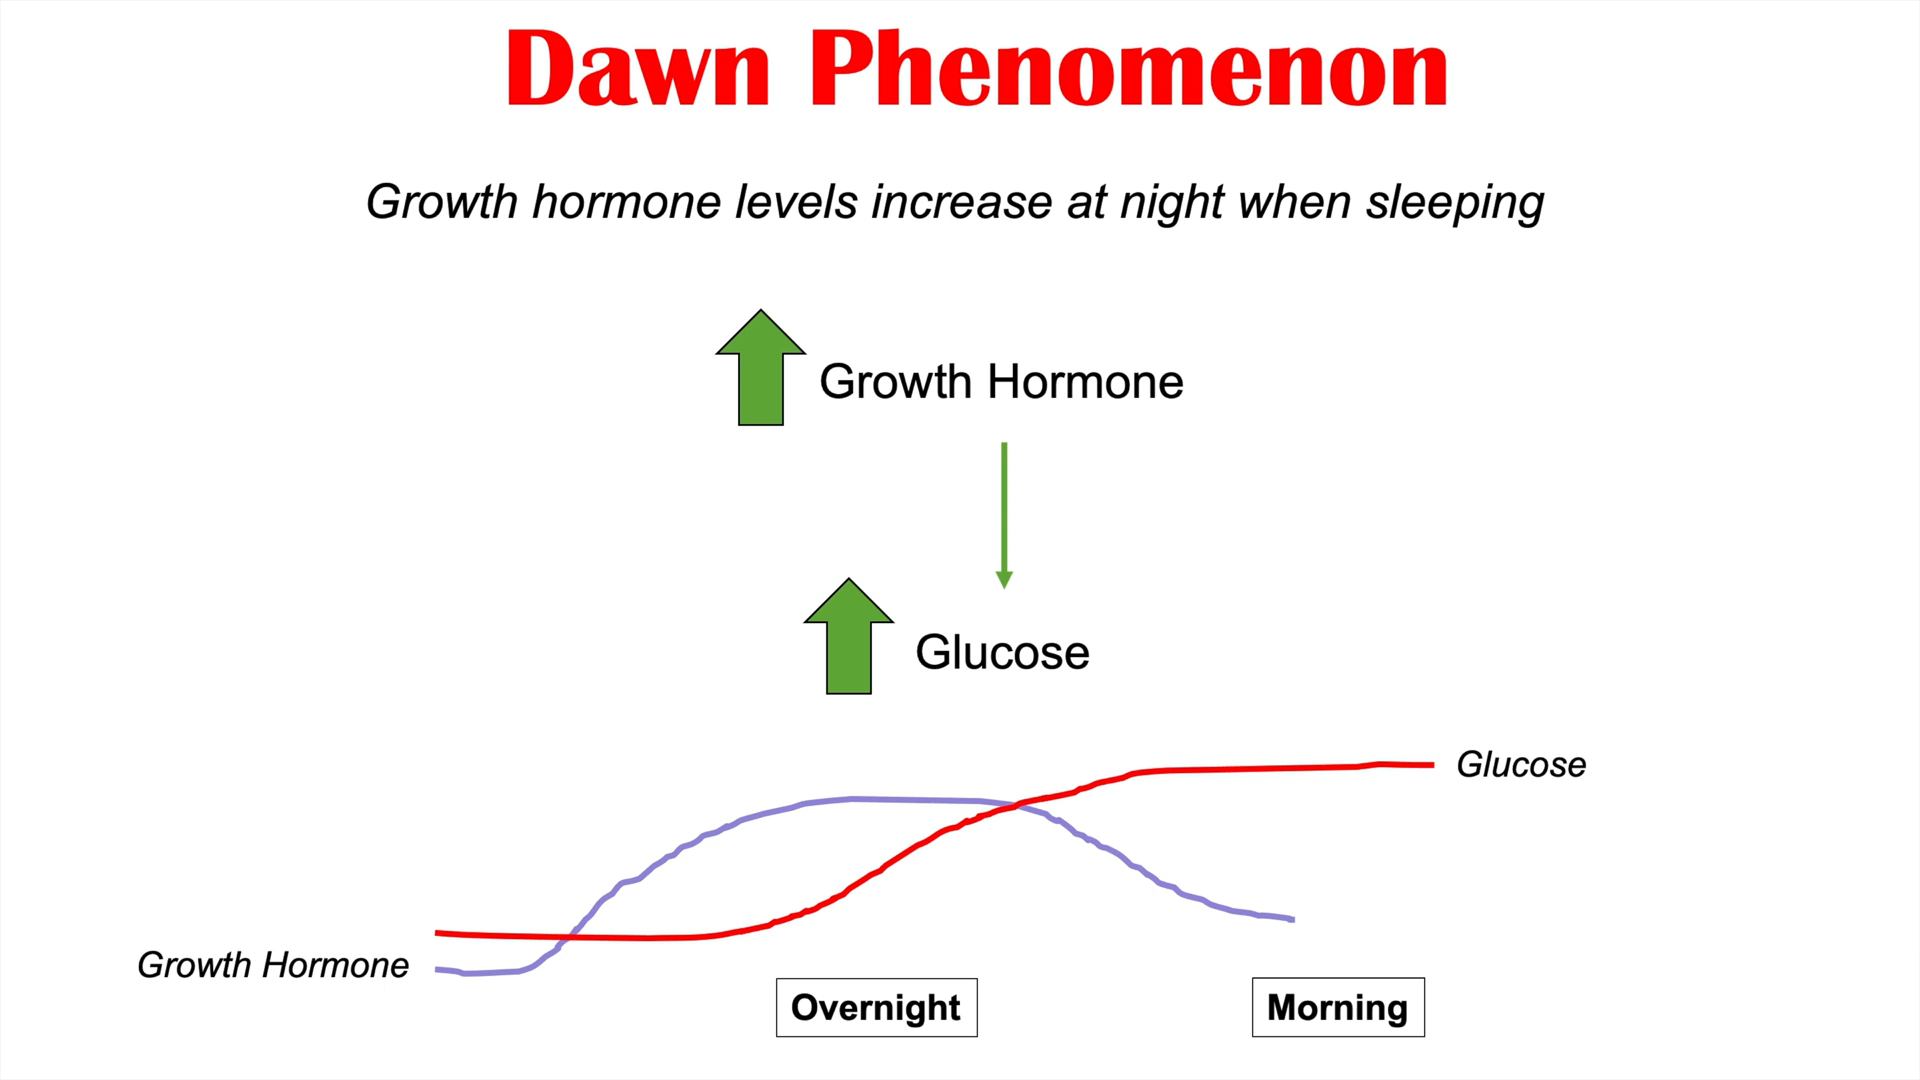 Dawn Phenomenon
Growth hormone levels increase at night when sleeping
Growth Hormone
Glucose
Glucose
Growth Hormone
Overnight
Morning